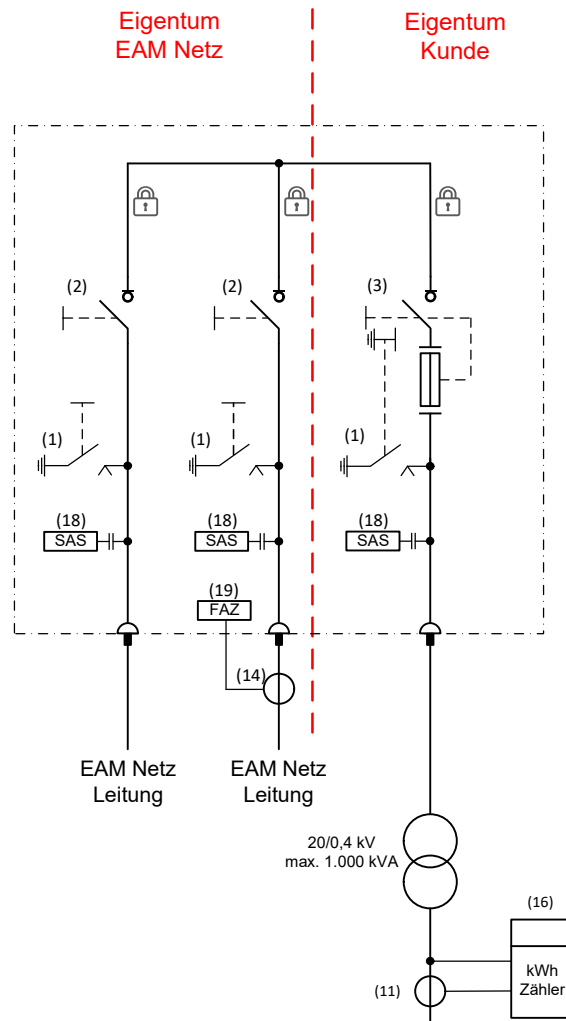 Eigentum
EAM Netz
Eigentum
Kunde
(2)
(2)
(3)
(1)
(1)
(1)
(18)
SAS
(18)
SAS
(18)
SAS
(19)
FAZ
(14)
EAM Netz
Leitung
EAM Netz
Leitung
20/0,4 kV
max. 1.000 kVA
(16)
kWh
Zähler
(11)